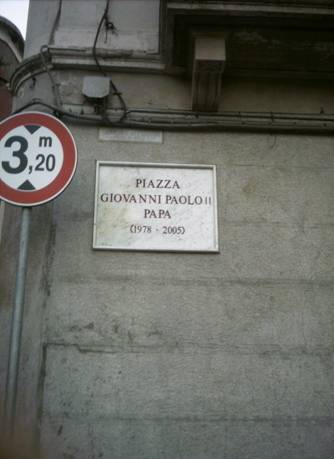 3,20 m
PIAZZA
GIOVANNI PAOLO II
PAPA
(1978 - 2005)